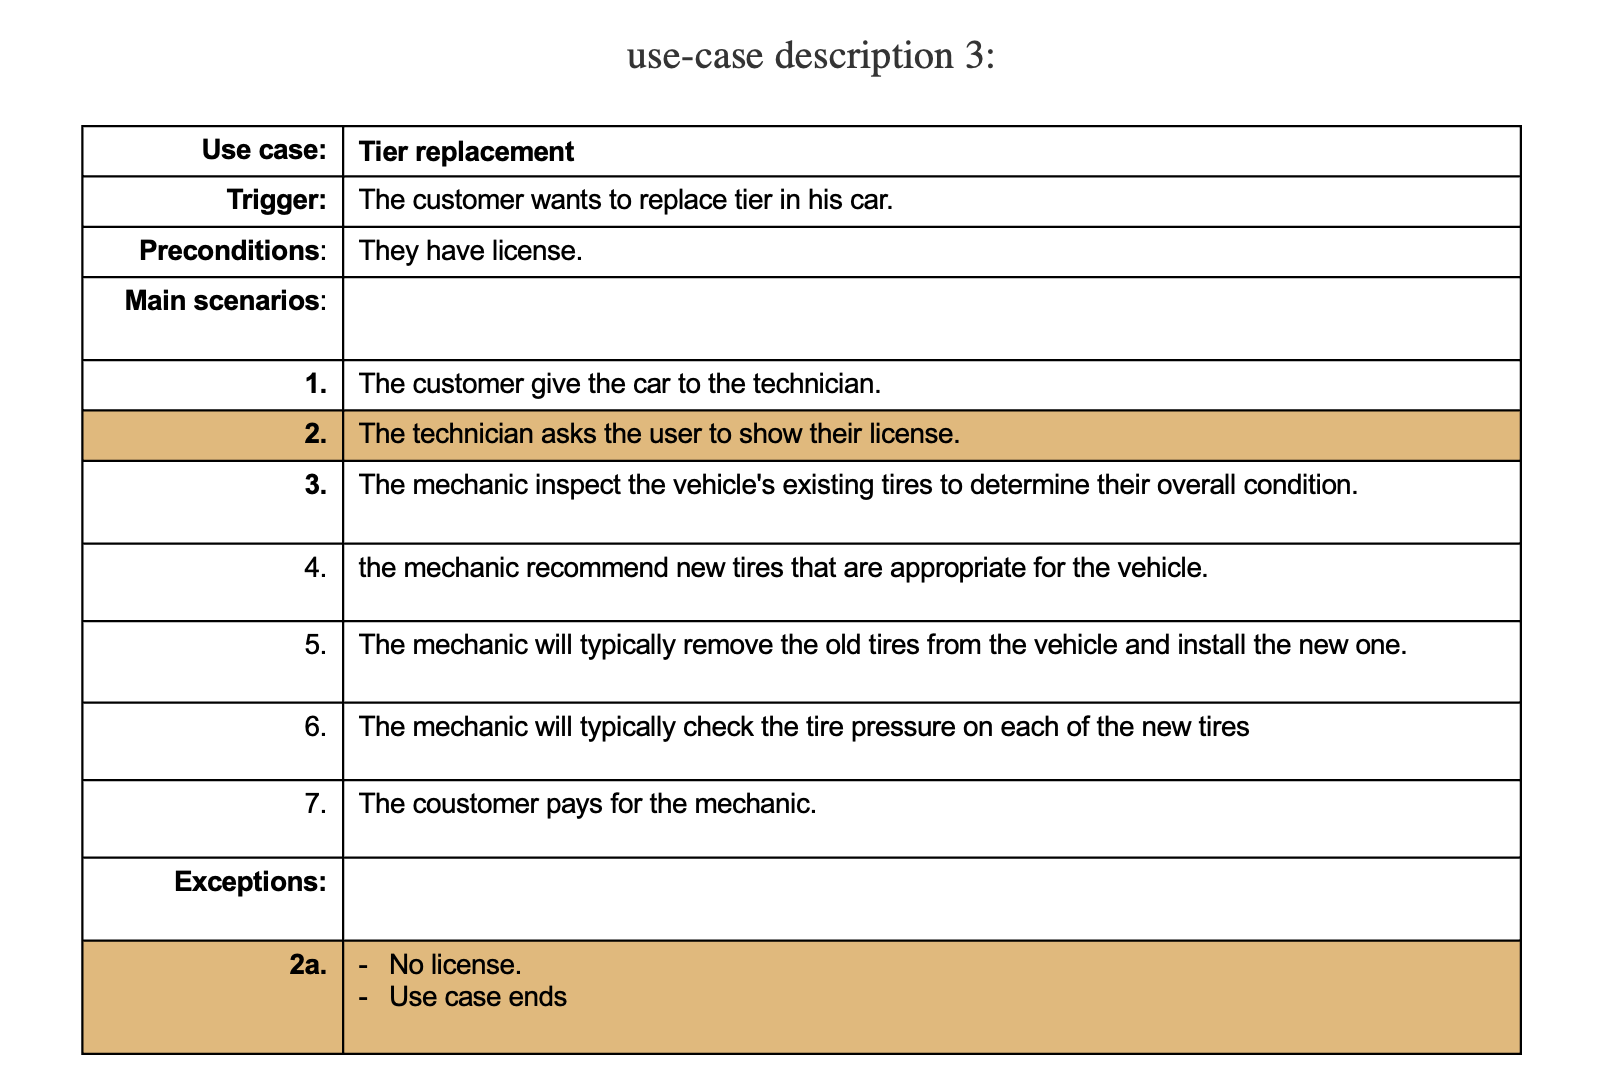 use-case description 3:
Use case: Tier replacement
Trigger: The customer wants to replace tier in his car.
Preconditions: They have license.
Main scenarios:
1. The customer give the car to the technician.
2. The technician asks the user to show their license.
3. The mechanic inspect the vehicle's existing tires to determine their overall condition.
4. the mechanic recommend new tires that are appropriate for the vehicle.
5. The mechanic will typically remove the old tires from the vehicle and install the new one.
6. The mechanic will typically check the tire pressure on each of the new tires
7. The coustomer pays for the mechanic.
Exceptions:
2a. - No license.
- Use case ends